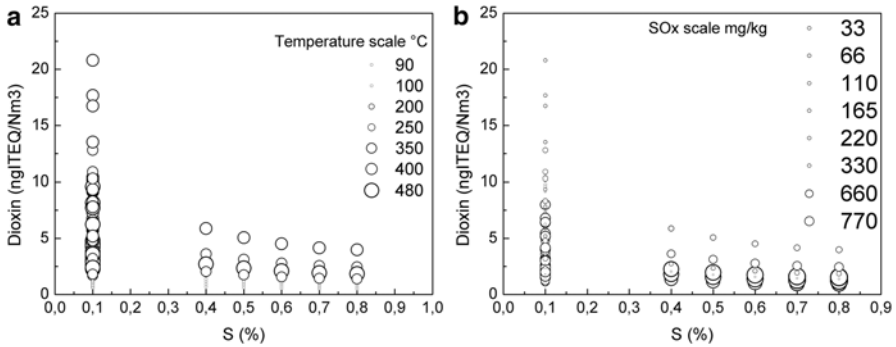 a
25
20
15
10
5
0
Dioxin (ngITEQ/Nm3)
0,0 0,1 0,2 0,3 0,4 0,5 0,6 0,7 0,8 0,9 1,0
S (%)
Temperature scale °C
90
100
200
250
350
400
480
b
25
20
15
10
5
0
Dioxin (ngITEQ/Nm3)
0,0 0,1 0,2 0,3 0,4 0,5 0,6 0,7 0,8 0,9
S (%)
SOx scale mg/kg
33
66
110
165
220
330
660
770